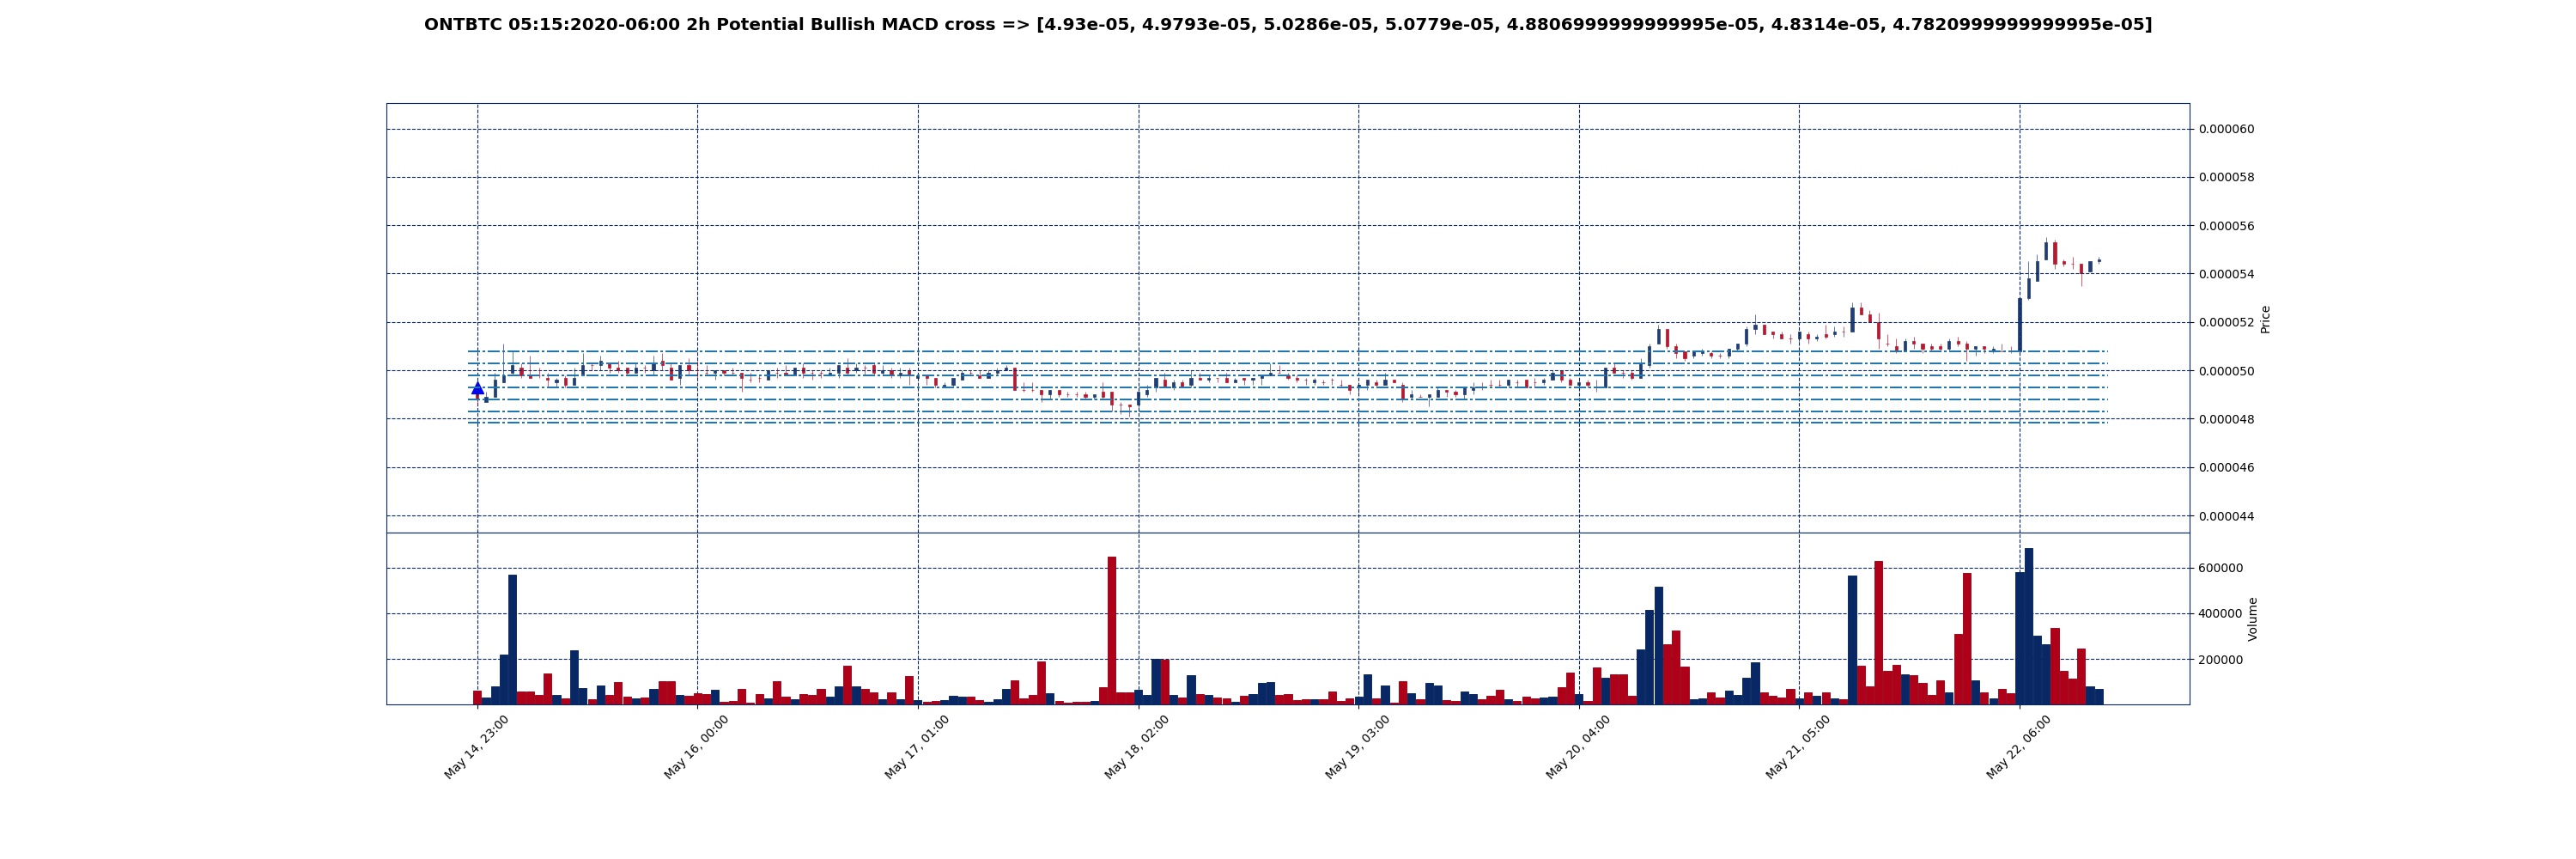 ONTBTC 05:15:2020-06:00 2h Potential Bullish MACD cross => [4.93e-05, 4.9793e-05, 5.0286e-05, 5.0779e-05, 4.8806999999999995e-05, 4.8314e-05, 4.7820999999999995e-05]
0.000060
0.000058
0.000056
0.000054
0.000052
0.000050
0.000048
0.000046
0.000044
Price
600000
400000
200000
Volume
May 14, 23:00
May 16, 00:00
May 17, 01:00
May 18, 02:00
May 19, 03:00
May 20, 04:00
May 21, 05:00
May 22, 06:00